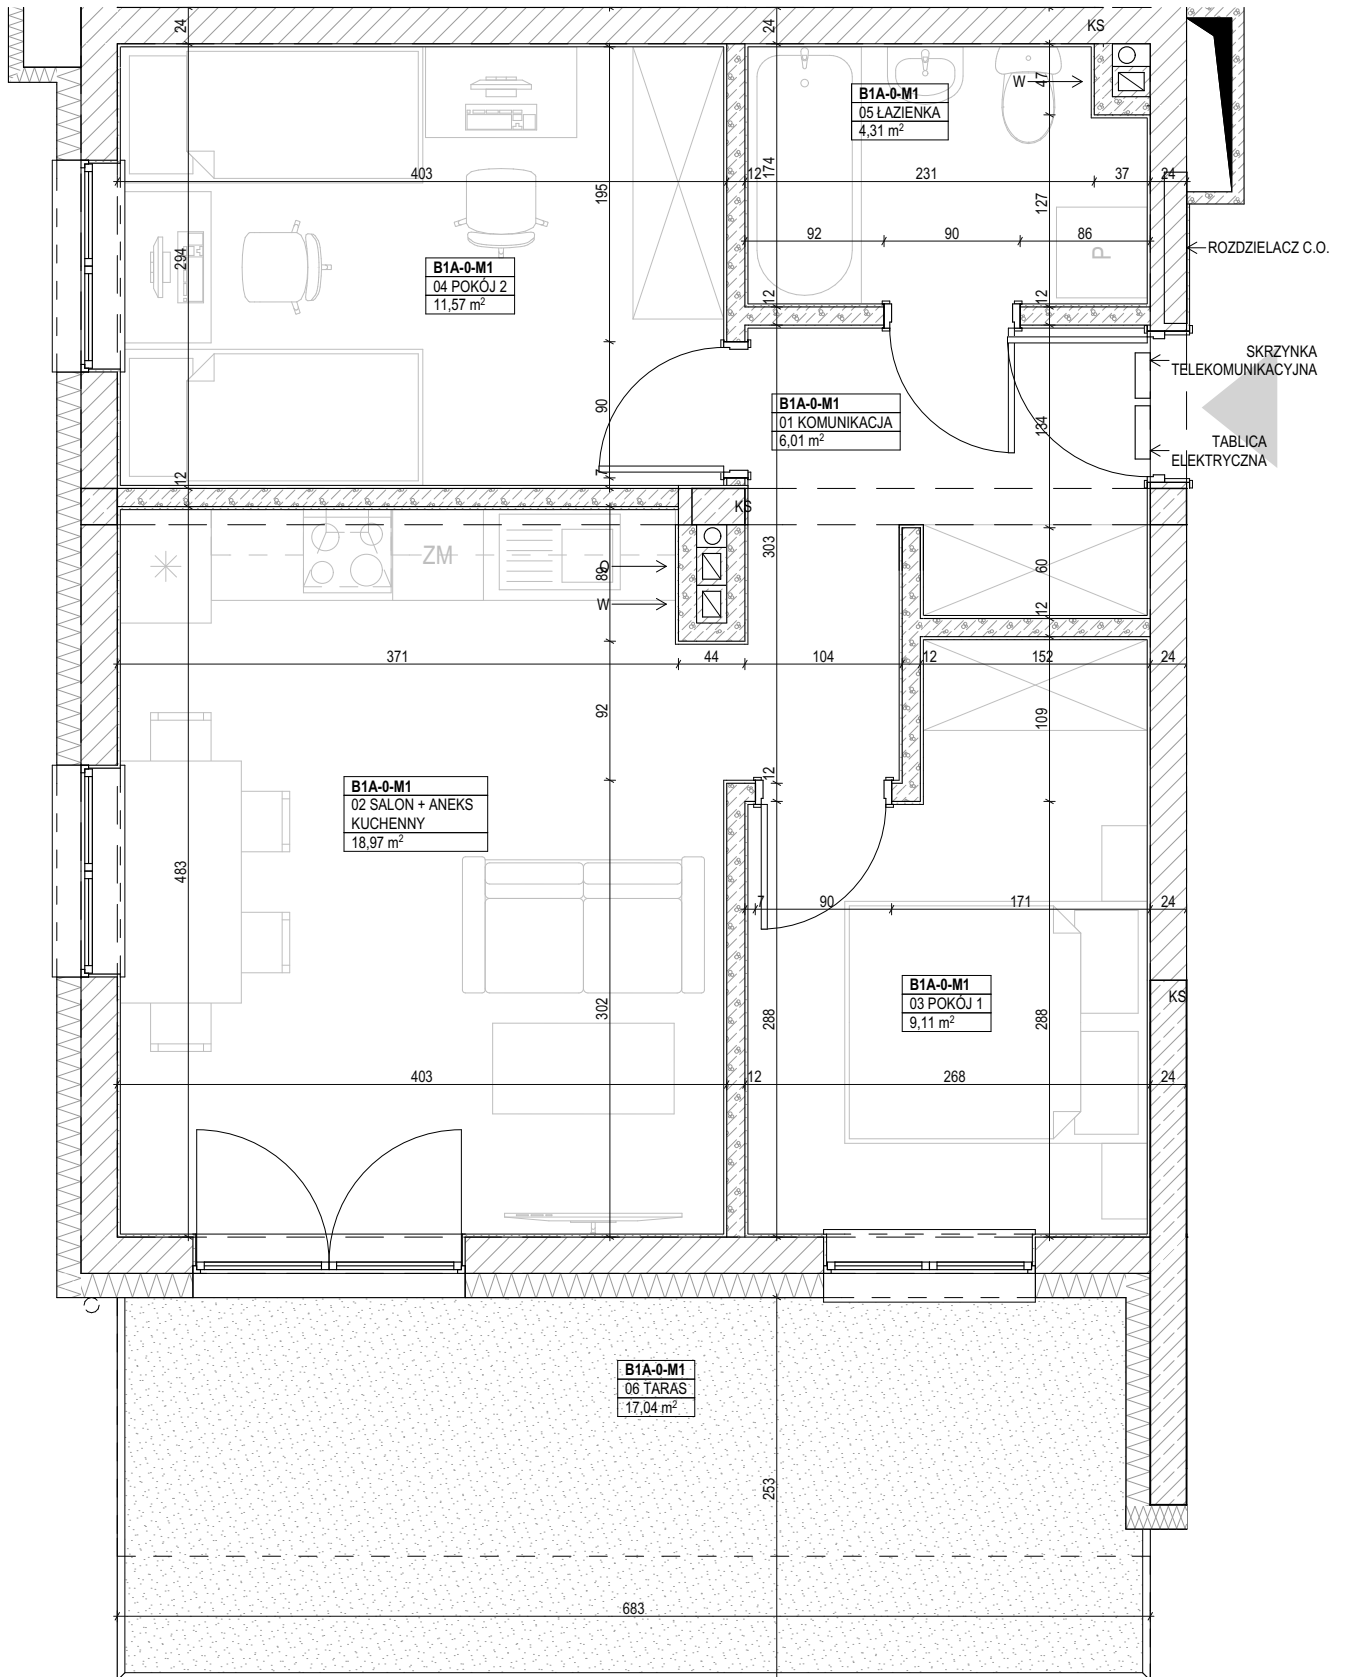 24
24
KS
W
47
B1A-0-M1
05 ŁAZIENKA
4,31 m²
403
195
12
174
231
37
24
127
92
90
86
P
ROZDZIELACZ C.O.
294
B1A-0-M1
04 POKÓJ 2
11,57 m²
12
12
SKRZYNKA
TELEKOMUNIKACYJNA
B1A-0-M1
01 KOMUNIKACJA
6,01 m²
90
134
TABLICA
ELEKTRYCZNA
12
7
KS
ZM
303
89
60
W
12
371
44
104
12
152
24
92
109
12
B1A-0-M1
02 SALON + ANEKS
KUCHENNY
18,97 m²
483
7
90
171
24
B1A-0-M1
03 POKÓJ 1
9,11 m²
KS
302
288
288
403
12
268
24
B1A-0-M1
06 TARAS
17,04 m²
253
683